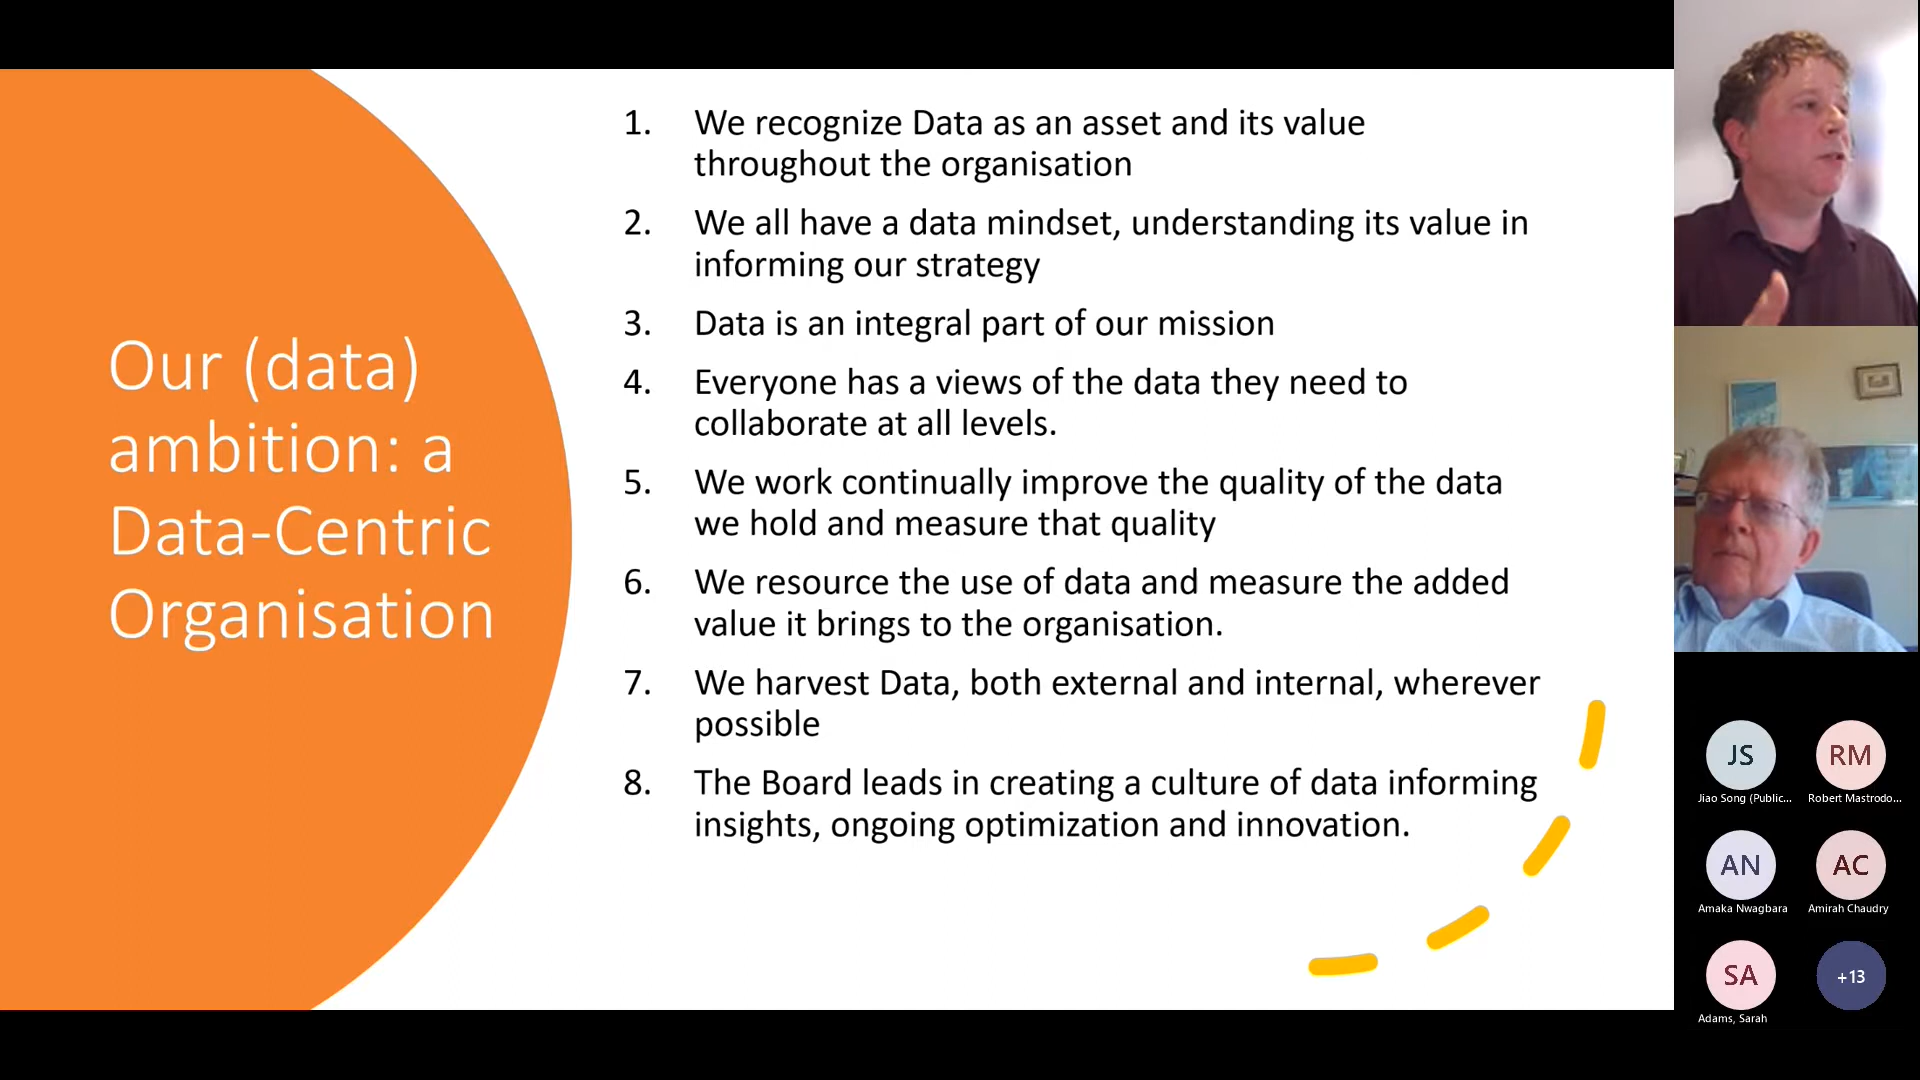 Our (data)
ambition: a
Data-Centric
Organisation
1. We recognize Data as an asset and its value
throughout the organisation
2. We all have a data mindset, understanding its value in
informing our strategy
3. Data is an integral part of our mission
4. Everyone has a views of the data they need to
collaborate at all levels.
5. We work continually improve the quality of the data
we hold and measure that quality
6. We resource the use of data and measure the added
value it brings to the organisation.
7. We harvest Data, both external and internal, wherever
possible
8. The Board leads in creating a culture of data informing
insights, ongoing optimization and innovation.
JS RM
Jiao Song (Public... Robert Mastrodo...
AN AC
Amaka Nwagbara Amirah Chaudry
SA +13
Adams, Sarah